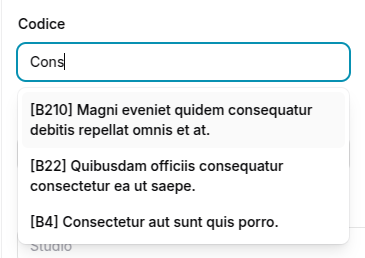 Codice
Cons
[B210] Magni eveniet quidem consequatur
debitis repellat omnis et at.
[B22] Quibusdam officiis consequatur
consectetur ea ut saepe.
[B4] Consectetur aut sunt quis porro.
Studio